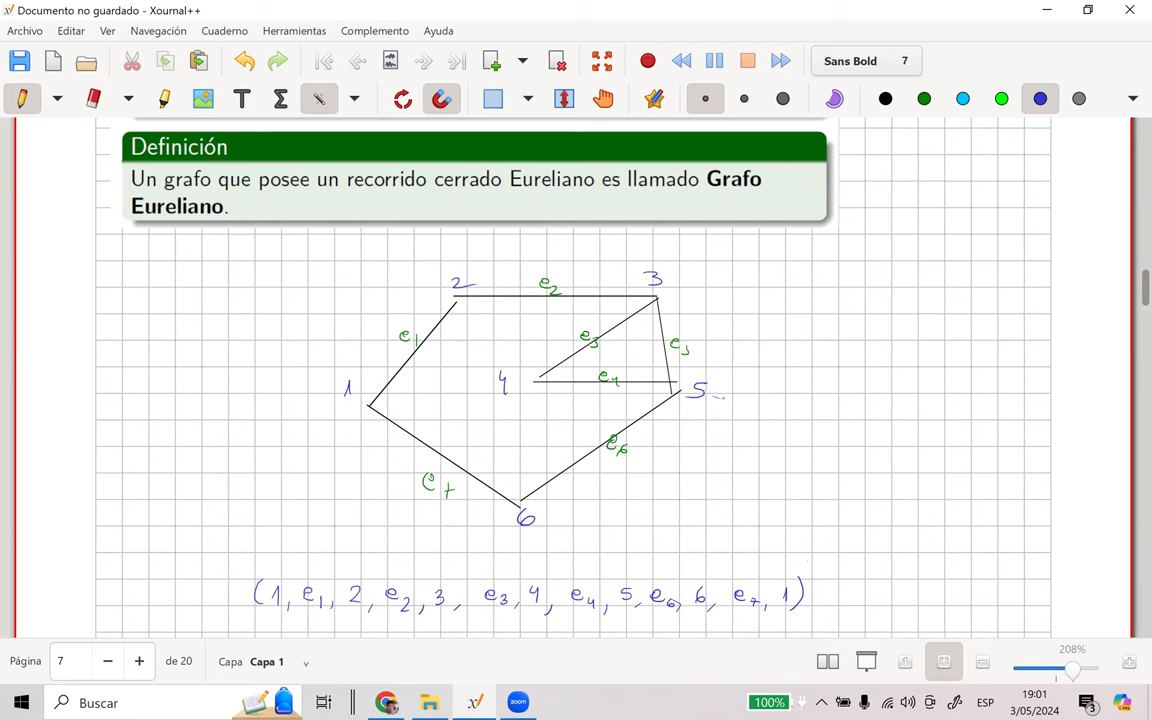 Documento no guardado - Xournal++
Archivo Editar Ver Navegación Cuaderno Herramientas Complemento Ayuda
Sans Bold 7
Definición
Un grafo que posee un recorrido cerrado Eureliano es llamado Grafo
Eureliano.
2 e2 3
e1 e3 e5
1 4 e4 5
e6
e7
6
(1, e1, 2, e2, 3, e3, 4, e4, 5, e6, 6, e7, 1)
Página 7 de 20 Capa Capa 1
208%
Buscar
zoom
100%
ESP
19:01
3/05/2024
3